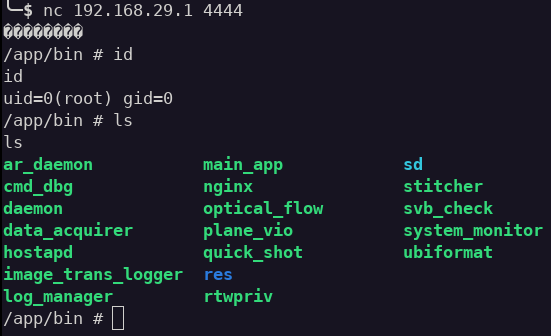 ╰─$ nc 192.168.29.1 4444
����������
/app/bin # id
id
uid=0(root) gid=0
/app/bin # ls
ls
ar_daemon main_app sd
cmd_dbg nginx stitcher
daemon optical_flow svb_check
data_acquirer plane_vio system_monitor
hostapd quick_shot ubiformat
image_trans_logger res
log_manager rtwpriv
/app/bin #